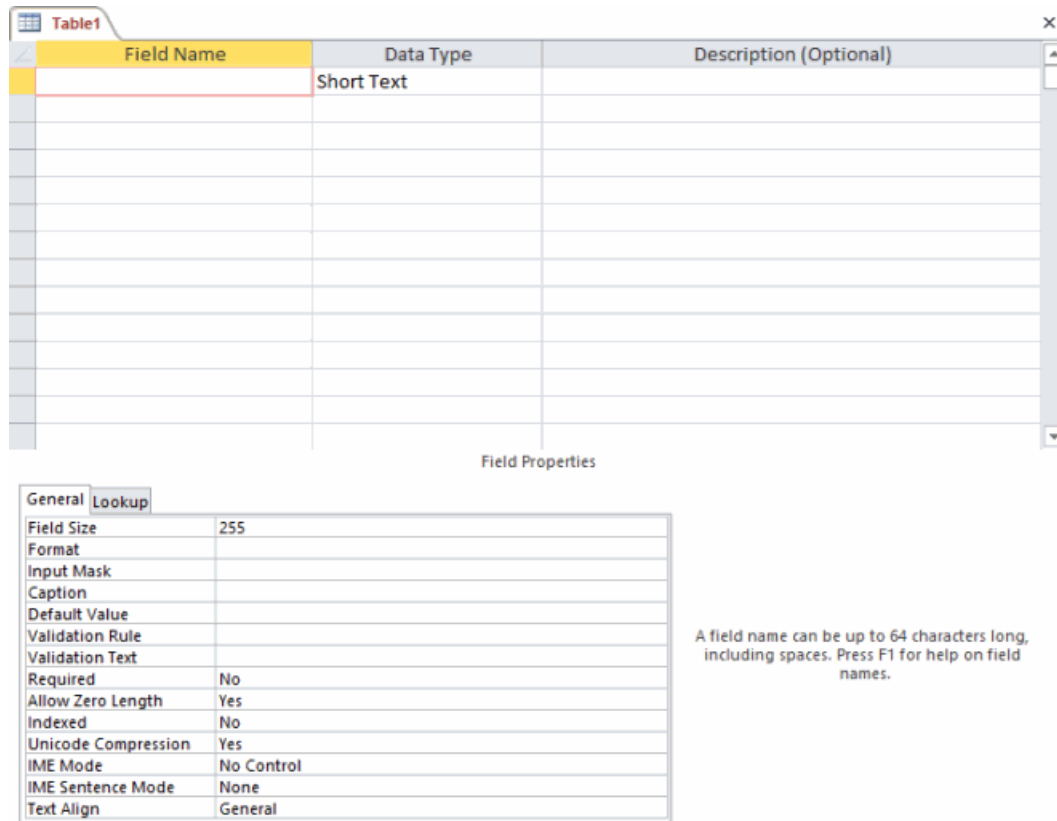 Table1
Field Name Data Type Description (Optional)
Short Text
Field Properties
General Lookup
Field Size 255
Format
Input Mask
Caption
Default Value
Validation Rule
Validation Text
Required No
Allow Zero Length Yes
Indexed No
Unicode Compression Yes
IME Mode No Control
IME Sentence Mode None
Text Align General
A field name can be up to 64 characters long,
including spaces. Press F1 for help on field
names.